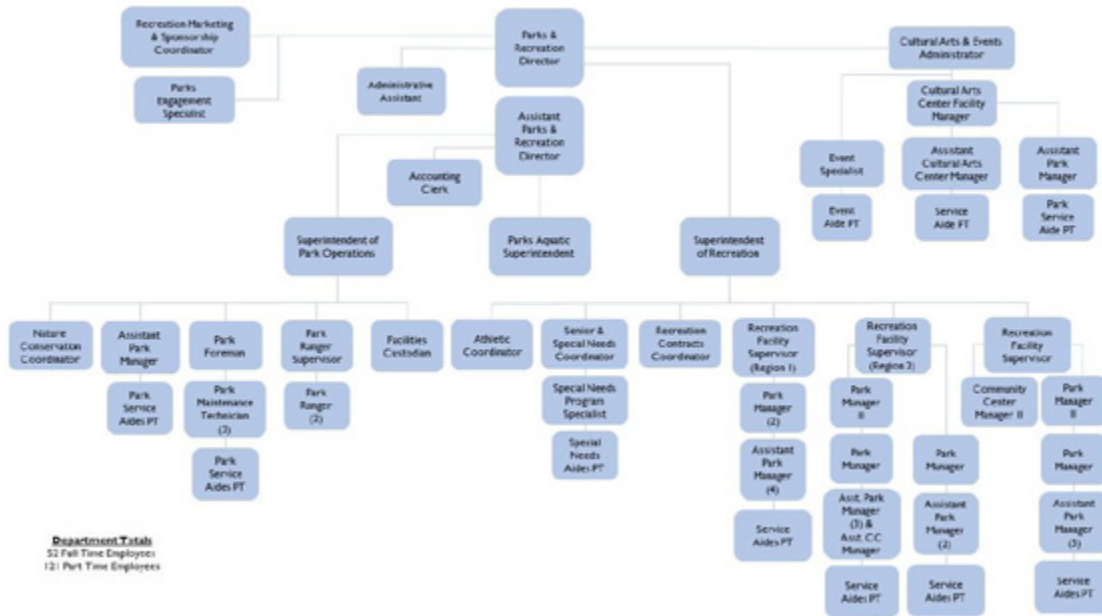 Recreation Marketing
& Sponsorship
Coordinator
Parks
Engagement
Specialist
Parks &
Recreation
Director
Administrative
Assistant
Assistant
Parks &
Recreation
Director
Accounting
Clerk
Cultural Arts & Events
Administrator
Cultural Arts
Center Facility
Manager
Event
Specialist
Assistant
Cultural Arts
Center Manager
Assistant
Park
Manager
Event
Aide PT
Service
Aide PT
Park
Service
Aide PT
Superintendent of
Park Operations
Parks Aquatic
Superintendent
Superintendent
of Recreation
Nature
Conservation
Coordinator
Assistant
Park
Manager
Park
Service
Aides PT
Park
Foreman
Park
Maintenance
Technician
(3)
Park
Service
Aides PT
Park
Ranger
Supervisor
Park
Ranger
(2)
Facilities
Custodian
Athletic
Coordinator
Senior &
Special Needs
Coordinator
Special Needs
Program
Specialist
Special
Needs
Aides PT
Recreation
Contracts
Coordinator
Recreation
Facility
Supervisor
(Region 1)
Park
Manager
(2)
Assistant
Park
Manager
(4)
Service
Aides PT
Recreation
Facility
Supervisor
(Region 2)
Park
Manager
II
Park
Manager
Asst. Park
Manager
(3) &
Asst. CC
Manager
Service
Aides PT
Park
Manager
Assistant
Park
Manager
(2)
Service
Aides PT
Recreation
Facility
Supervisor
Community
Center
Manager II
Park
Manager
II
Park
Manager
Assistant
Park
Manager
(3)
Service
Aides PT
Department Totals
52 Full Time Employees
121 Part Time Employees